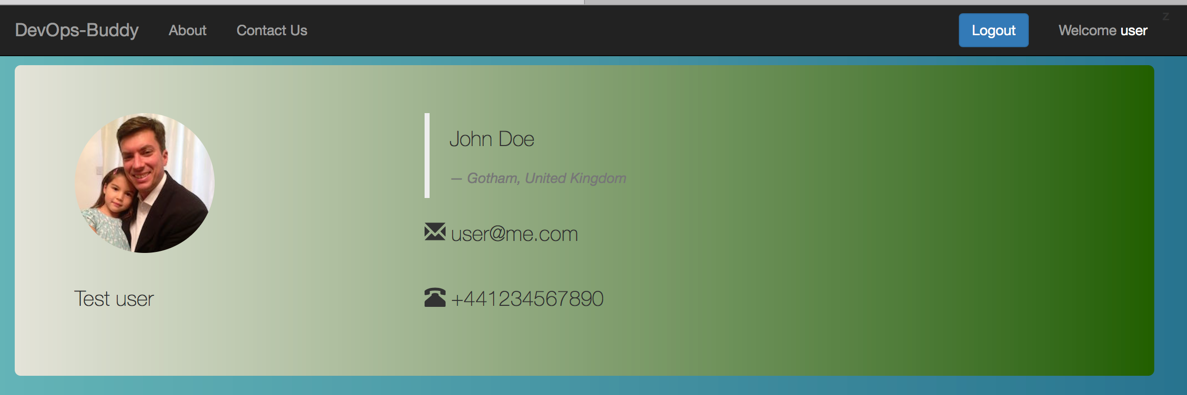 DevOps-Buddy About Contact Us Logout Welcome user z
John Doe
— Gotham, United Kingdom
user@me.com
Test user +441234567890